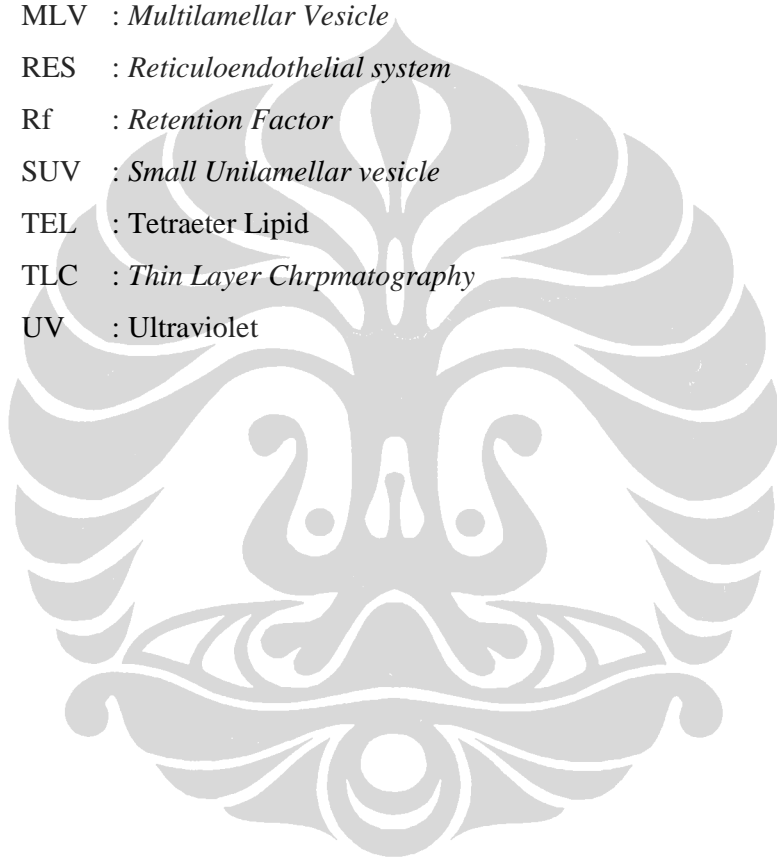 MLV : Multilamellar Vesicle
RES : Reticuloendothelial system
Rf : Retention Factor
SUV : Small Unilamellar vesicle
TEL : Tetraeter Lipid
TLC : Thin Layer Chrpmatography
UV : Ultraviolet